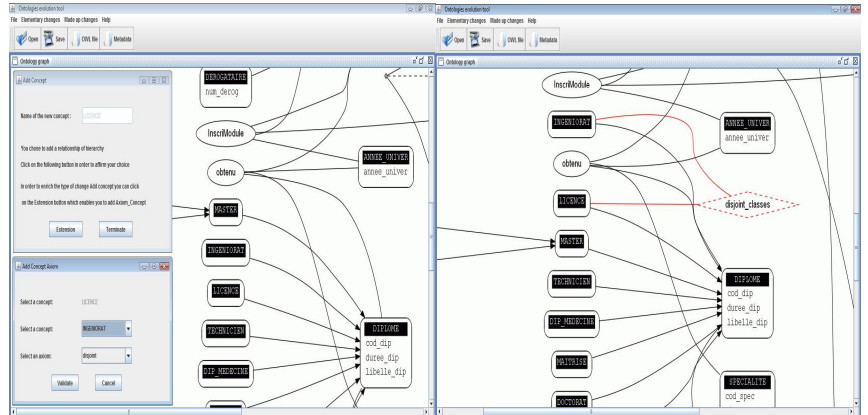 Ontologies evolution tool
File Elementary changes Made up changes Help
Open Save OWL file Metadata
Ontology graph
Add Concept
Name of the new concept : LICENCE
You chose to add a relationship of hierarchy
Click on the following button in order to affirm your choice
In order to enrich the type of change Add concept you can click
on the Extension button which enables you to add Axiom_Concept
Extension Terminate
Add Concept Axiom
Select a concept: LICENCE
Select a concept: INGENIORAT
Select an axiom: disjoint
Validate Cancel
DEROGATAIRE
num_derog
InscriModule
ANNEE_UNIVER
annee_univer
obtenu
MASTER
INGENIORAT
LICENCE
TECHNICIEN
DIP_MEDECINE
DIPLOME
cod_dip
duree_dip
libelle_dip
Ontologies evolution tool
File Elementary changes Made up changes Help
Open Save OWL file Metadata
Ontology graph
InscriModule
INGENIORAT
ANNEE_UNIVER
annee_univer
obtenu
LICENCE
disjoint_classes
MASTER
TECHNICIEN
DIPLOME
cod_dip
duree_dip
libelle_dip
DIP_MEDECINE
MAITRISE
SPECIALITE
cod_spec
DOCTORAT